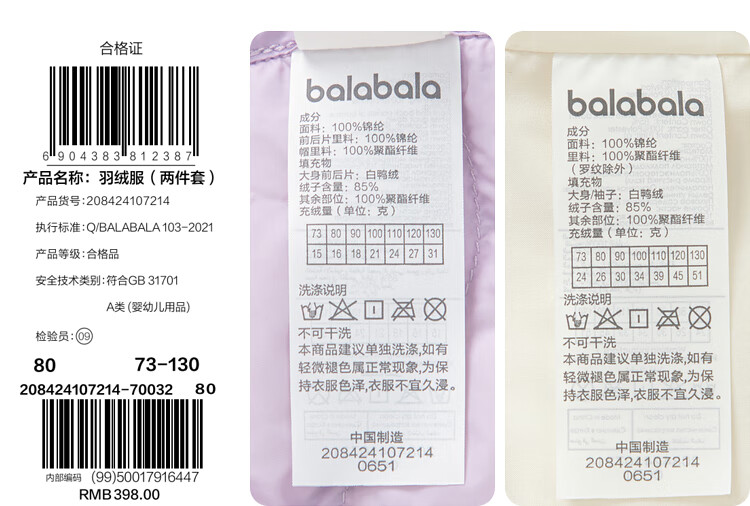 合格证
6 904383 812387
产品名称：羽绒服（两件套）
产品货号:208424107214
执行标准:Q/BALABALA 103-2021
产品等级:合格品
安全技术类别:符合GB 31701
A类 (婴幼儿用品)
检验员:09
80 73-130
208424107214-70032 80
内部编码 (99)50017916447
RMB398.00
balabala
成分
面料：100%锦纶
前后片里料：100%锦纶
帽里料：100%聚酯纤维
填充物
大身前后片：白鸭绒
绒子含量：85%
其余部位：100%聚酯纤维
充绒量（单位：克）
73 80 90 100 110 120 130
15 16 18 21 24 27 31
洗涤说明
不可干洗
本商品建议单独洗涤,如有
轻微褪色属正常现象,为保
持衣服色泽,衣服不宜久浸。
中国制造
208424107214
0651
balabala
成分
面料：100%锦纶
里料：100%聚酯纤维
（罗纹除外）
填充物
大身/袖子：白鸭绒
绒子含量：85%
其余部位：100%聚酯纤维
充绒量（单位：克）
73 80 90 100 110 120 130
24 26 30 34 39 45 51
洗涤说明
不可干洗
本商品建议单独洗涤,如有
轻微褪色属正常现象,为保
持衣服色泽,衣服不宜久浸。
中国制造
208424107214
0651